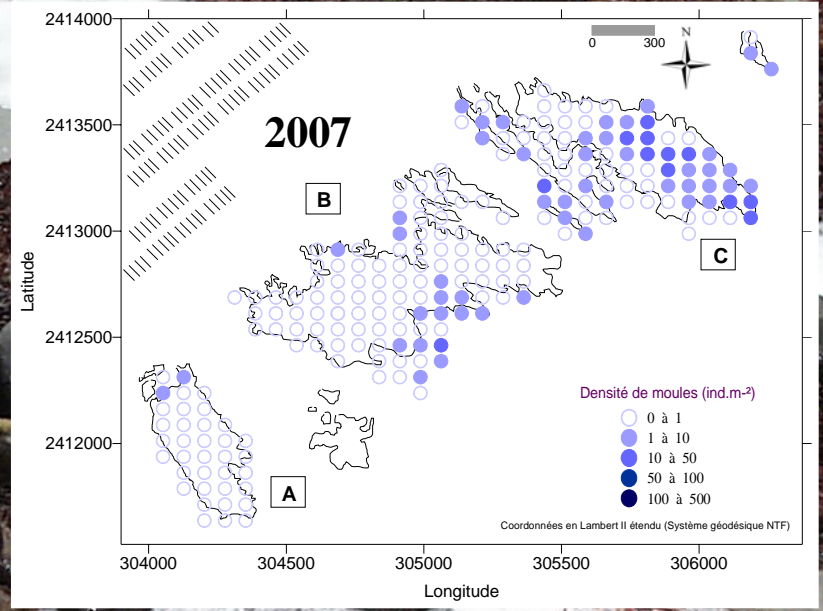 2414000
2413500
2413000
2412500
2412000
Latitude
304000
304500
305000
305500
306000
Longitude
2007
0
300
N
A
B
C
Densité de moules (ind.m-²)
0 à 1
1 à 10
10 à 50
50 à 100
100 à 500
Coordonnées en Lambert II étendu (Système géodésique NTF)